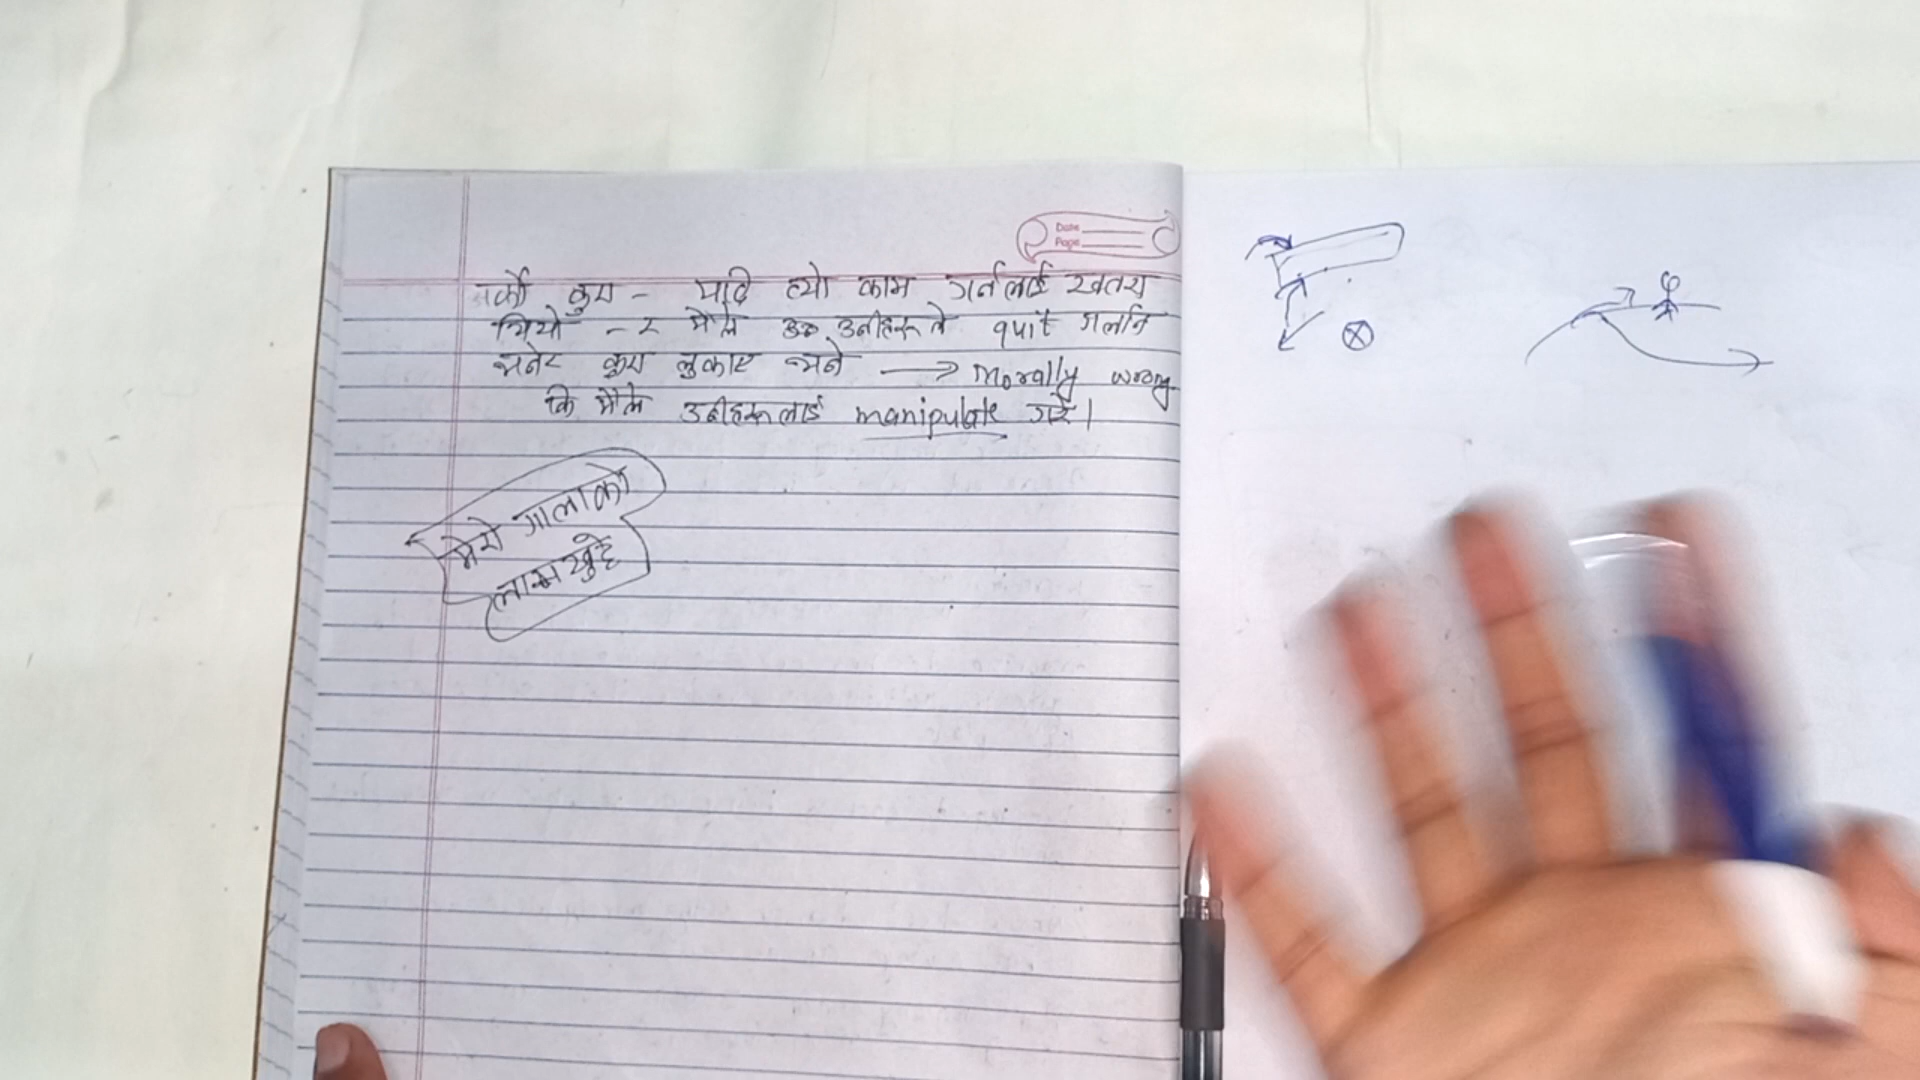 Date
Page
अर्को कुरा - यदि त्यो काम गर्नलाई खतरा
थियो - र मैले उनीहरूले quit गर्लान
भनेर कुरा लुकाए भने → Morally wrong
कि मैले उनीहरूलाई manipulate गरें।
मेरो गालाको